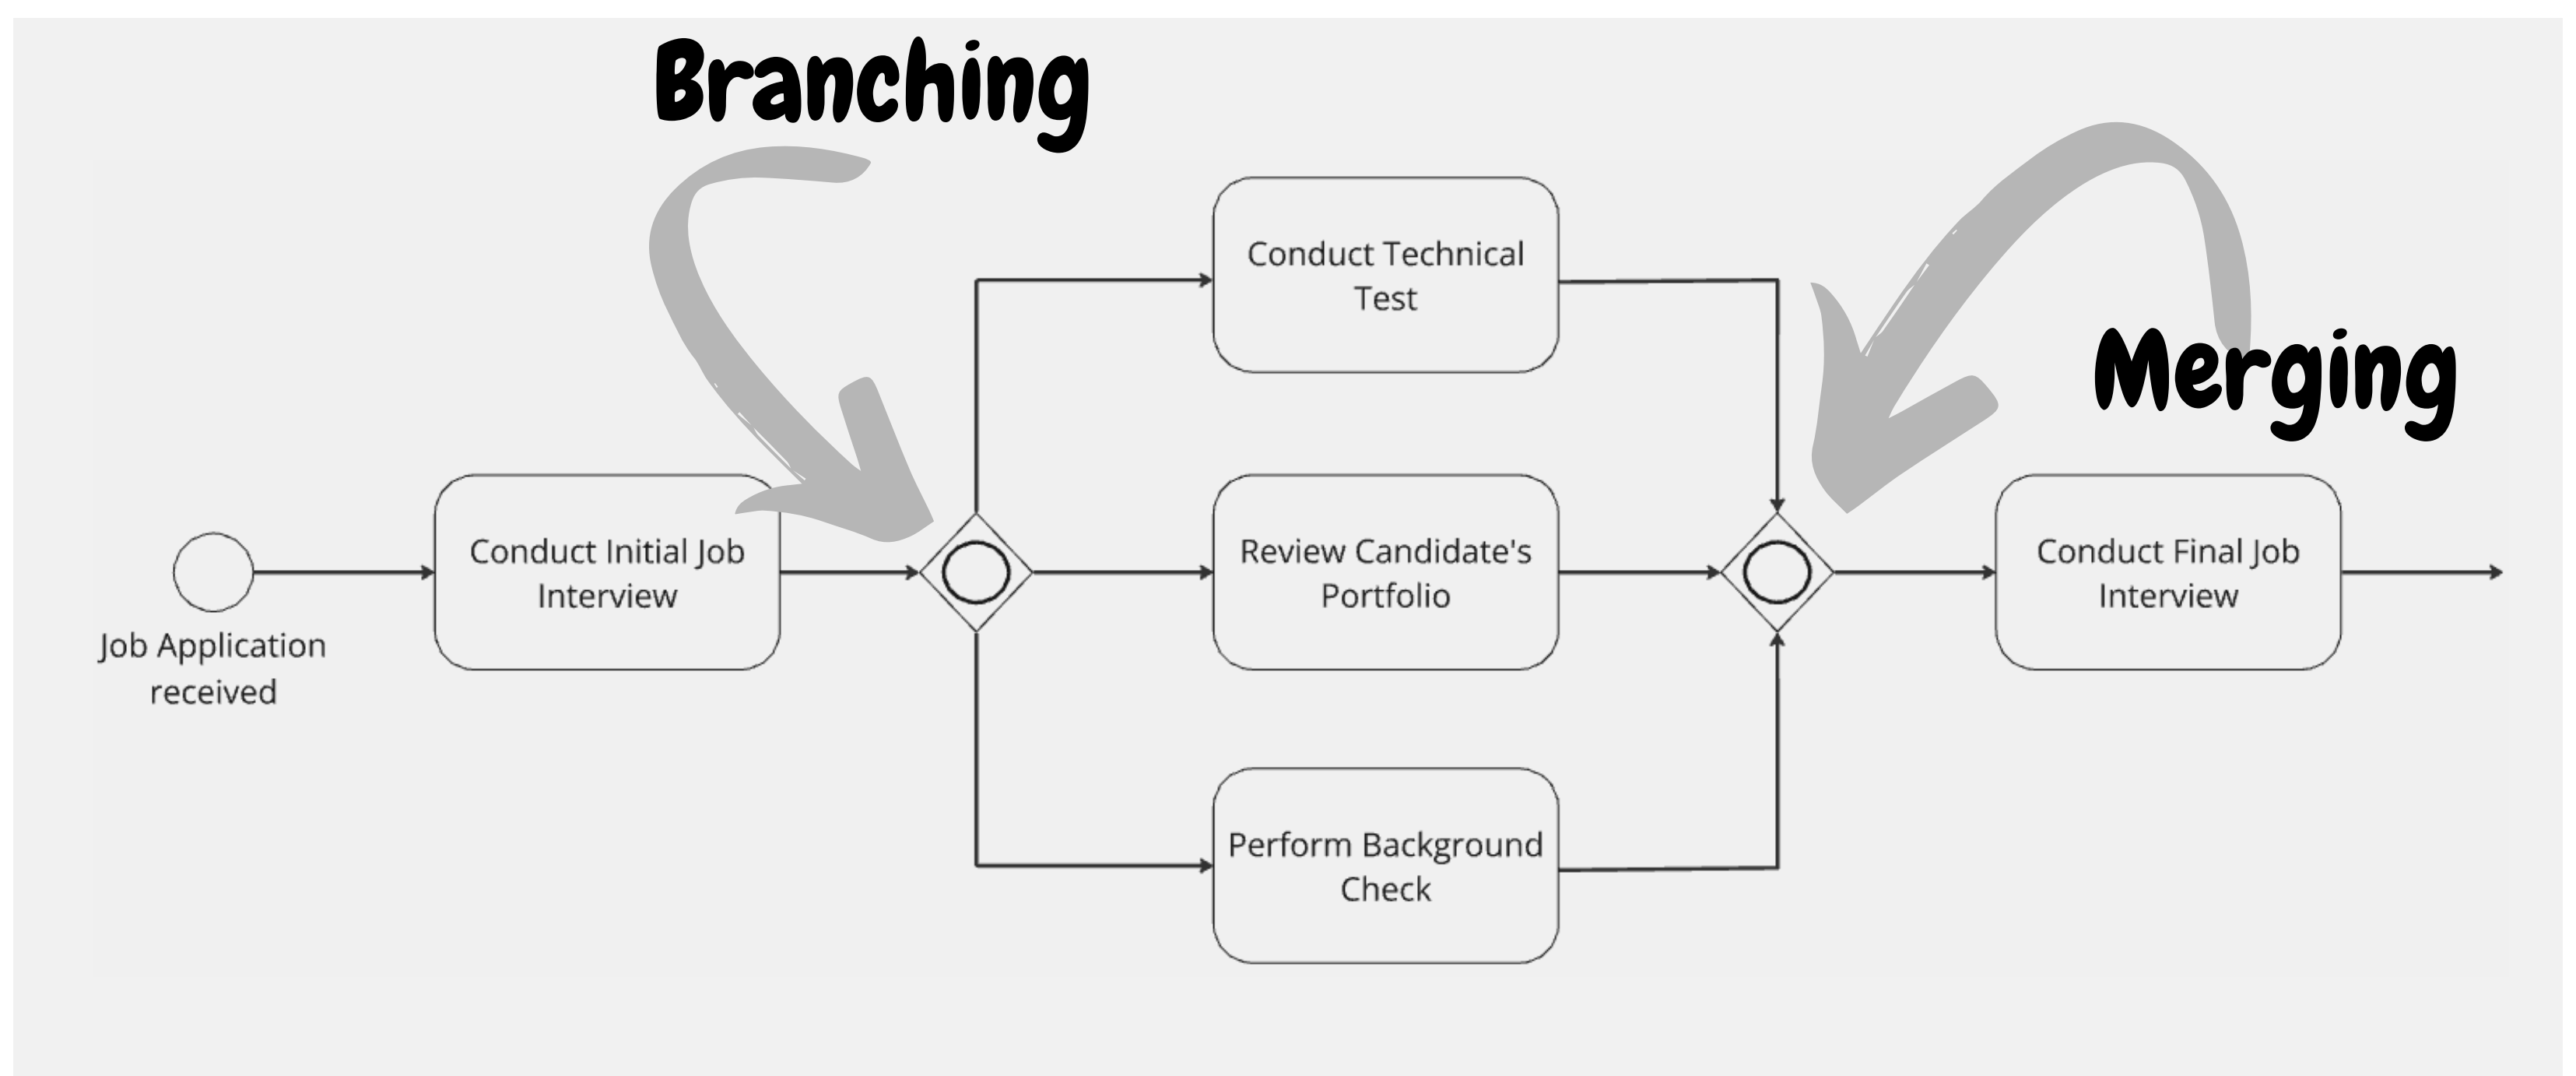 Branching
Merging
Job Application
received
Conduct Initial Job
Interview
Conduct Technical
Test
Review Candidate's
Portfolio
Perform Background
Check
Conduct Final Job
Interview